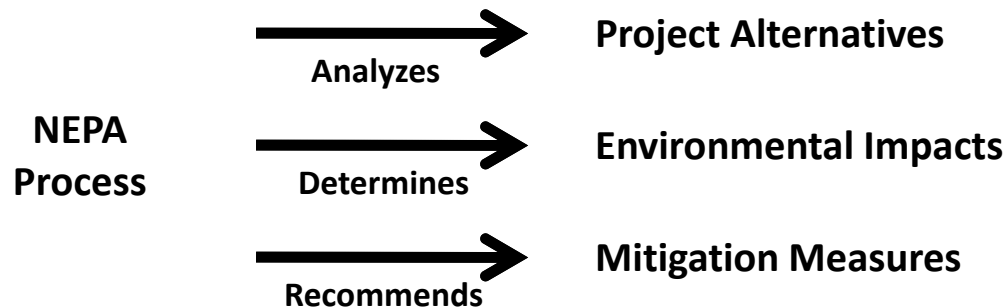 Project Alternatives
Analyzes
NEPA
Process
Environmental Impacts
Determines
Mitigation Measures
Recommends